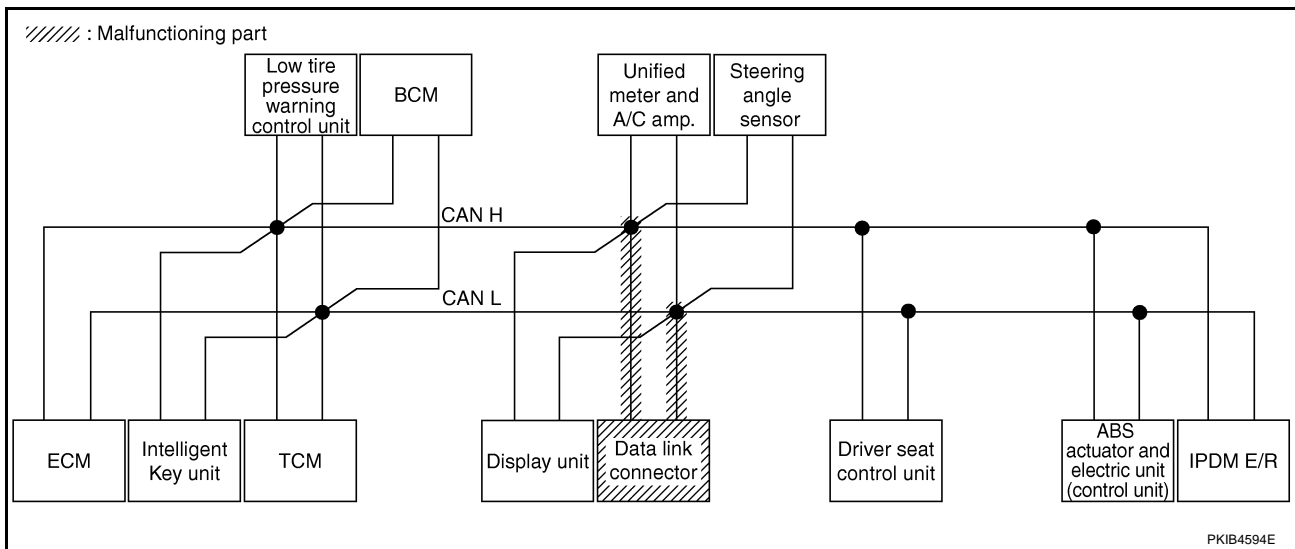 : Malfunctioning part
Low tire
pressure
warning
control unit
BCM
Unified
meter and
A/C amp.
Steering
angle
sensor
CAN H
CAN L
ECM
Intelligent
Key unit
TCM
Display unit
Data link
connector
Driver seat
control unit
ABS
actuator and
electric unit
(control unit)
IPDM E/R
PKIB4594E